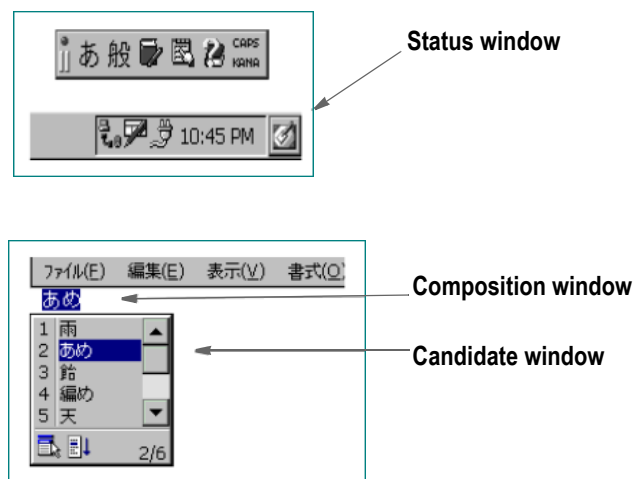 あ 般 CAPS KANA
Status window
10:45 PM
ファイル(F) 編集(E) 表示(V) 書式(O)
あめ
Composition window
1 雨
2 あめ
Candidate window
3 飴
4 編め
5 天
2/6